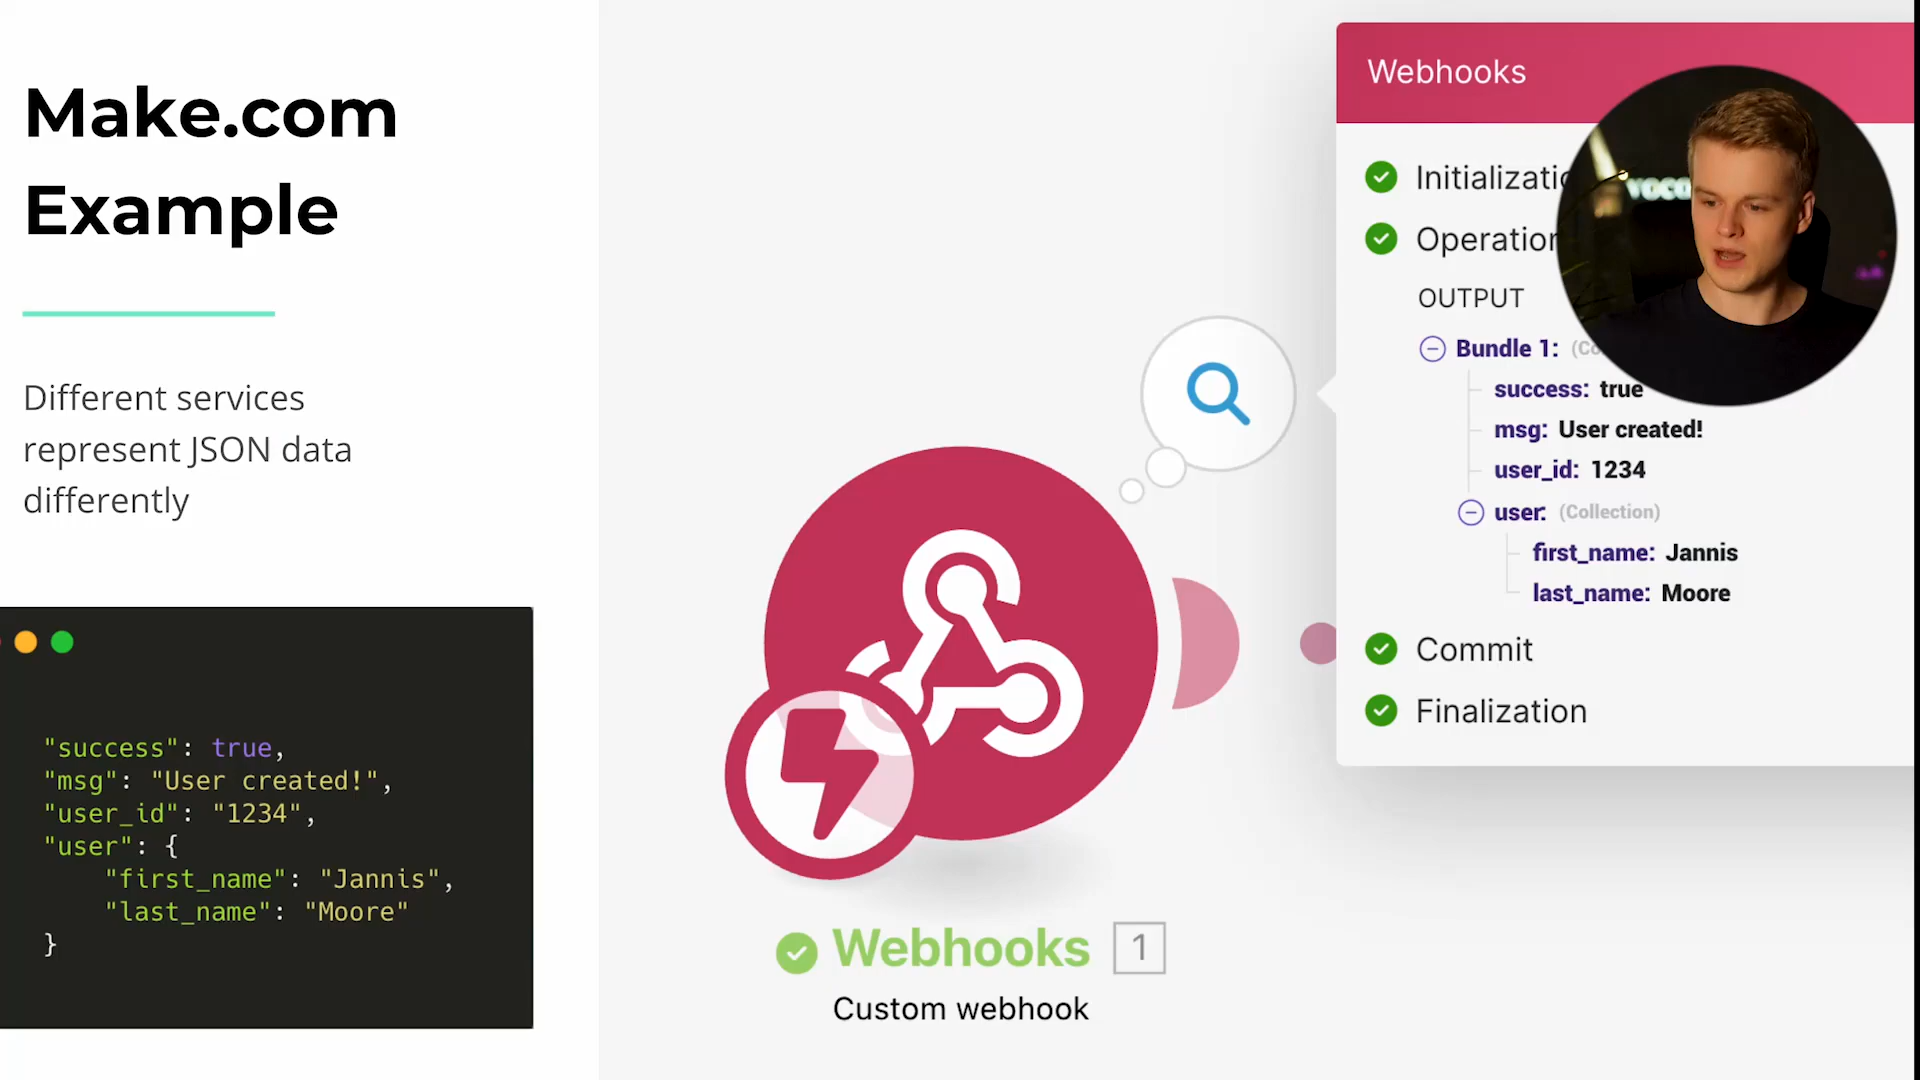 Make.com
Example
Different services
represent JSON data
differently
"success": true,
"msg": "User created!",
"user_id": "1234",
"user": {
"first_name": "Jannis",
"last_name": "Moore"
}
Webhooks 1
Custom webhook
Webhooks
OUTPUT
Bundle 1:
success: true
msg: User created!
user_id: 1234
user: (Collection)
first_name: Jannis
last_name: Moore
Commit
Finalization